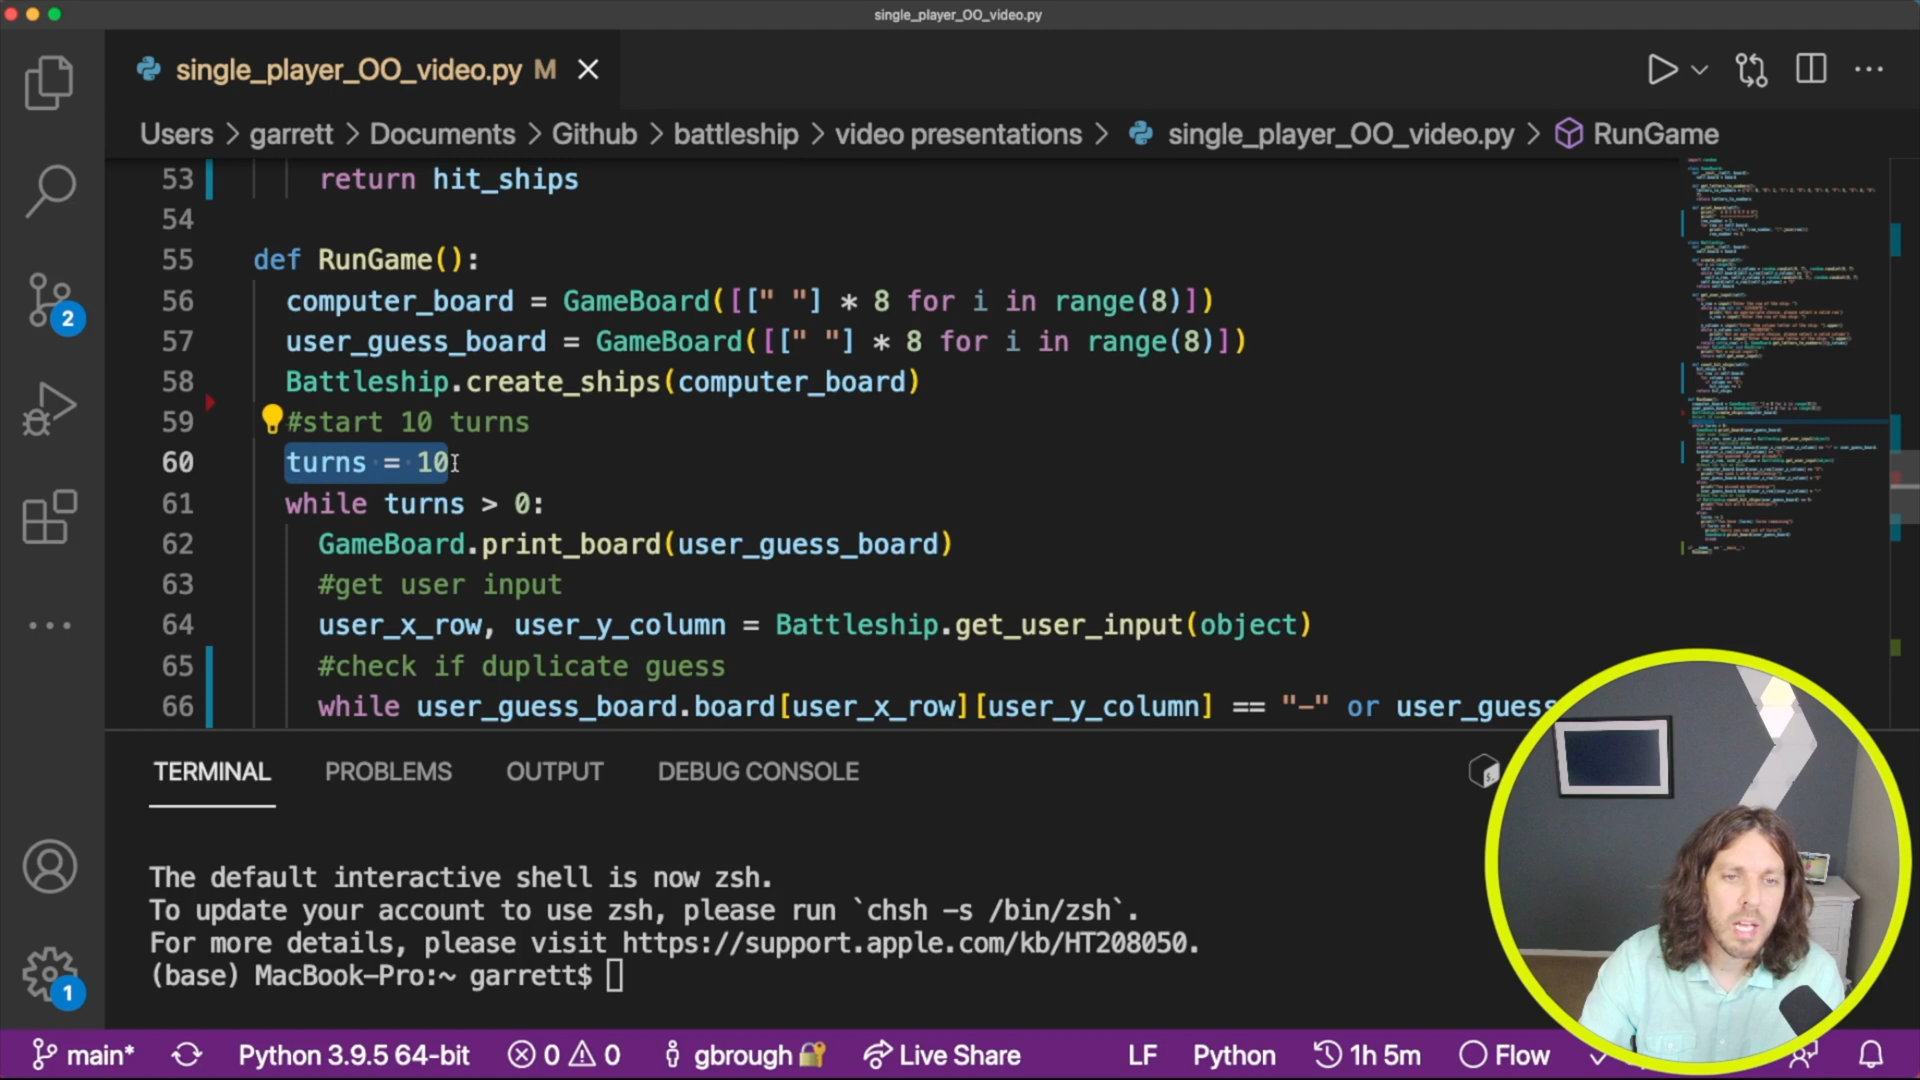 single_player_OO_video.py
single_player_OO_video.py M
Users > garrett > Documents > Github > battleship > video presentations > single_player_OO_video.py > RunGame
53 return hit_ships
54
55 def RunGame():
56 computer_board = GameBoard([[" "] * 8 for i in range(8)])
57 user_guess_board = GameBoard([[" "] * 8 for i in range(8)])
58 Battleship.create_ships(computer_board)
59 #start 10 turns
60 turns = 10
61 while turns > 0:
62 GameBoard.print_board(user_guess_board)
63 #get user input
64 user_x_row, user_y_column = Battleship.get_user_input(object)
65 #check if duplicate guess
66 while user_guess_board.board[user_x_row][user_y_column] == "-" or user_guess
2
TERMINAL PROBLEMS OUTPUT DEBUG CONSOLE
The default interactive shell is now zsh.
To update your account to use zsh, please run `chsh -s /bin/zsh`.
For more details, please visit https://support.apple.com/kb/HT208050.
(base) MacBook-Pro:~ garrett$
1
main* Python 3.9.5 64-bit 0 0 gbrough Live Share LF Python 1h 5m Flow